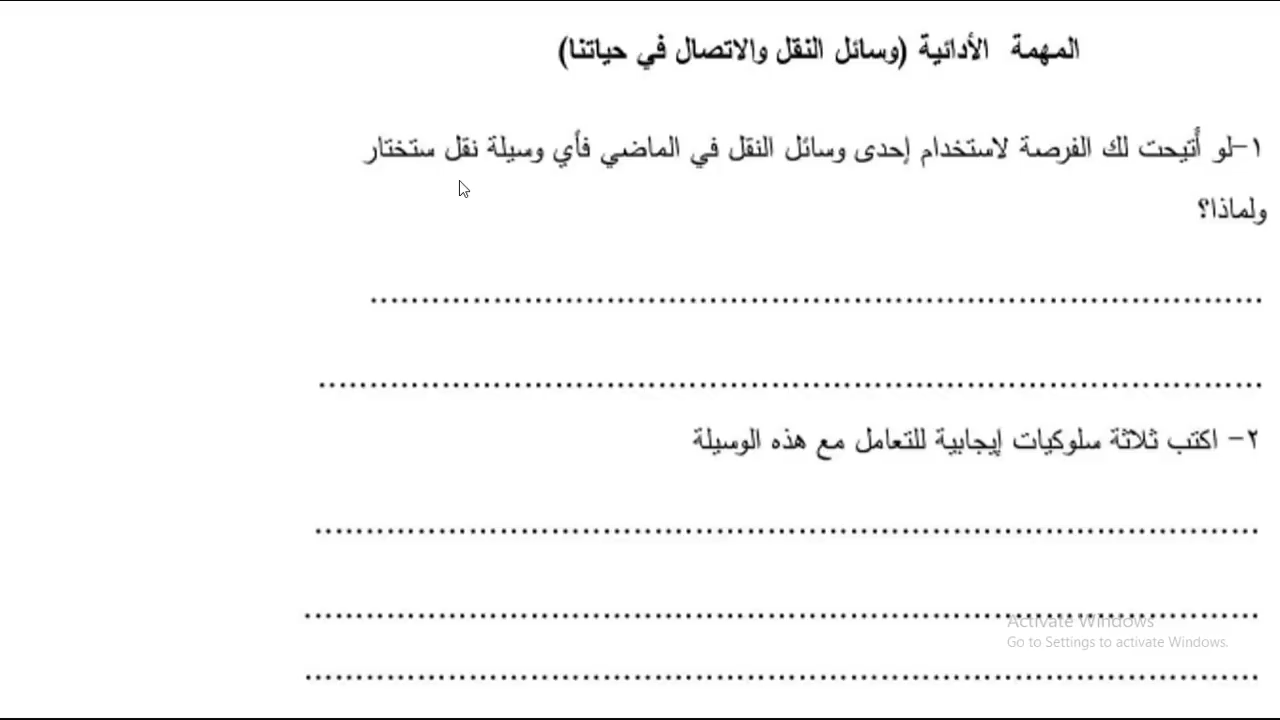 المهمة الأدائية (وسائل النقل والاتصال في حياتنا)
١-لو أُتيحت لك الفرصة لاستخدام إحدى وسائل النقل في الماضي فأي وسيلة نقل ستختار
ولماذا؟
......................................................................................
...........................................................................................
٢- اكتب ثلاثة سلوكيات إيجابية للتعامل مع هذه الوسيلة
...........................................................................................
............................................................................................
............................................................................................
Activate Windows
Go to Settings to activate Windows.